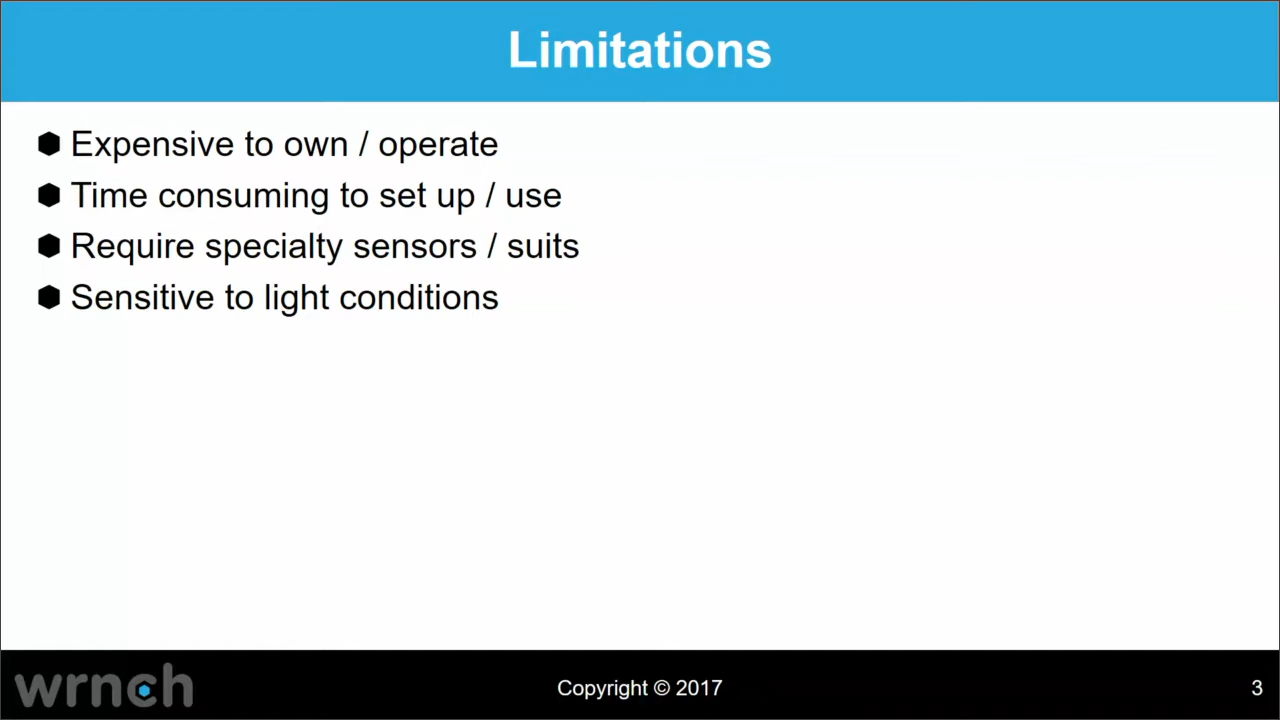 Limitations
Expensive to own / operate
Time consuming to set up / use
Require specialty sensors / suits
Sensitive to light conditions
wrnch
Copyright © 2017
3